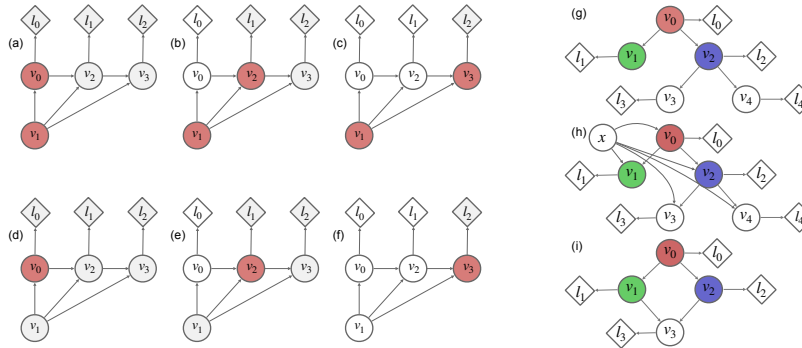 l0 l1 l2
(a) v0 v2 v3
v1
l0 l1 l2
(b) v0 v2 v3
v1
l0 l1 l2
(c) v0 v2 v3
v1
l0 l1 l2
(d) v0 v2 v3
v1
l0 l1 l2
(e) v0 v2 v3
v1
l0 l1 l2
(f) v0 v2 v3
v1
(g) v0 l0
l1 v1 v2 l2
l3 v3 v4 l4
(h) x v0 l0
l1 v1 v2 l2
l3 v3 v4 l4
(i) v0 l0
l1 v1 v2 l2
l3 v3